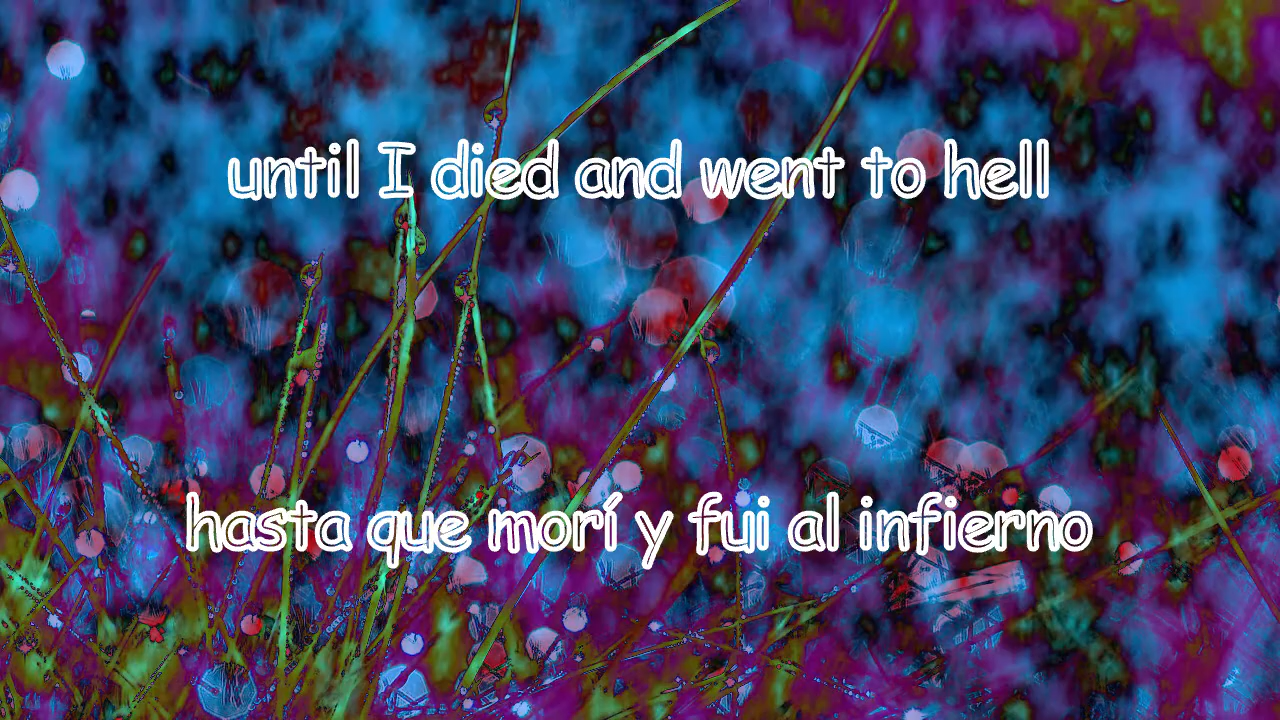 until I died and went to hell
hasta que morí y fui al infierno